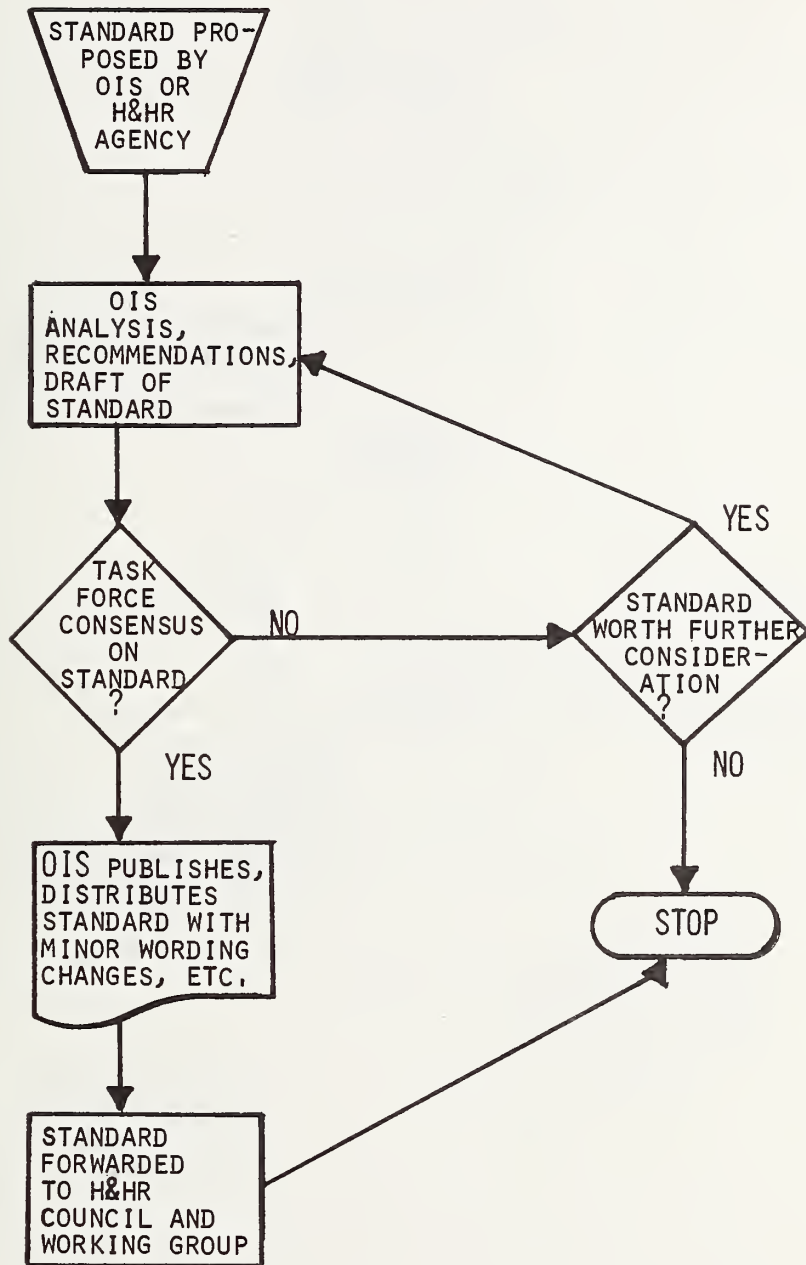 STANDARD PRO-
POSED BY
OIS OR
H&HR
AGENCY
OIS
ANALYSIS,
RECOMMENDATIONS,
DRAFT OF
STANDARD
TASK
FORCE
CONSENSUS
ON
STANDARD
?
NO
YES
STANDARD
WORTH FURTHER
CONSIDER-
ATION
?
YES
NO
OIS PUBLISHES,
DISTRIBUTES
STANDARD WITH
MINOR WORDING
CHANGES, ETC.
STOP
STANDARD
FORWARDED
TO H&HR
COUNCIL AND
WORKING GROUP